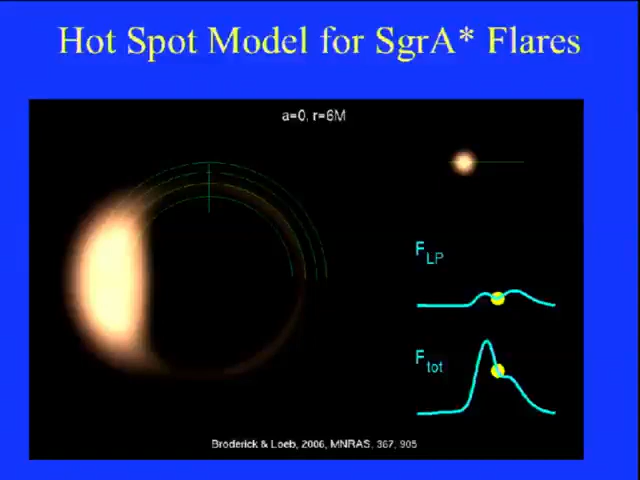 Hot Spot Model for SgrA* Flares
a=0, r=6M
F_LP
F_tot
Broderick & Loeb, 2006, MNRAS, 367, 905